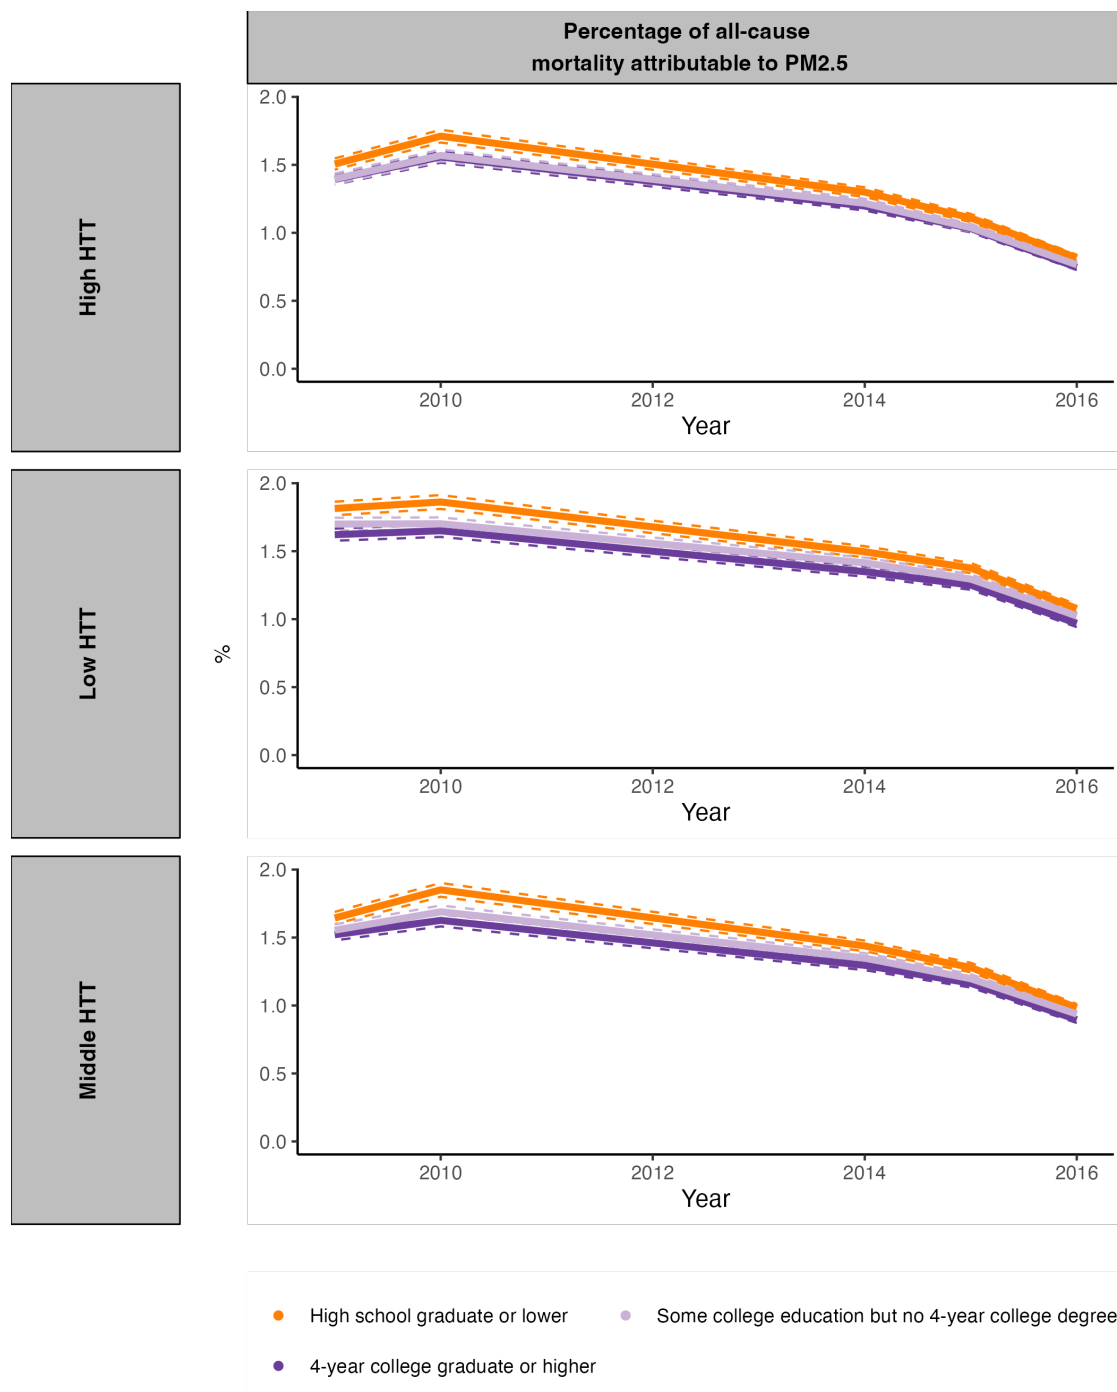 Percentage of all-cause
mortality attributable to PM2.5
High HTT
2.0
1.5
1.0
0.5
0.0
2010 2012 2014 2016
Year
Low HTT
%
2.0
1.5
1.0
0.5
0.0
2010 2012 2014 2016
Year
Middle HTT
2.0
1.5
1.0
0.5
0.0
2010 2012 2014 2016
Year
High school graduate or lower
Some college education but no 4-year college degree
4-year college graduate or higher